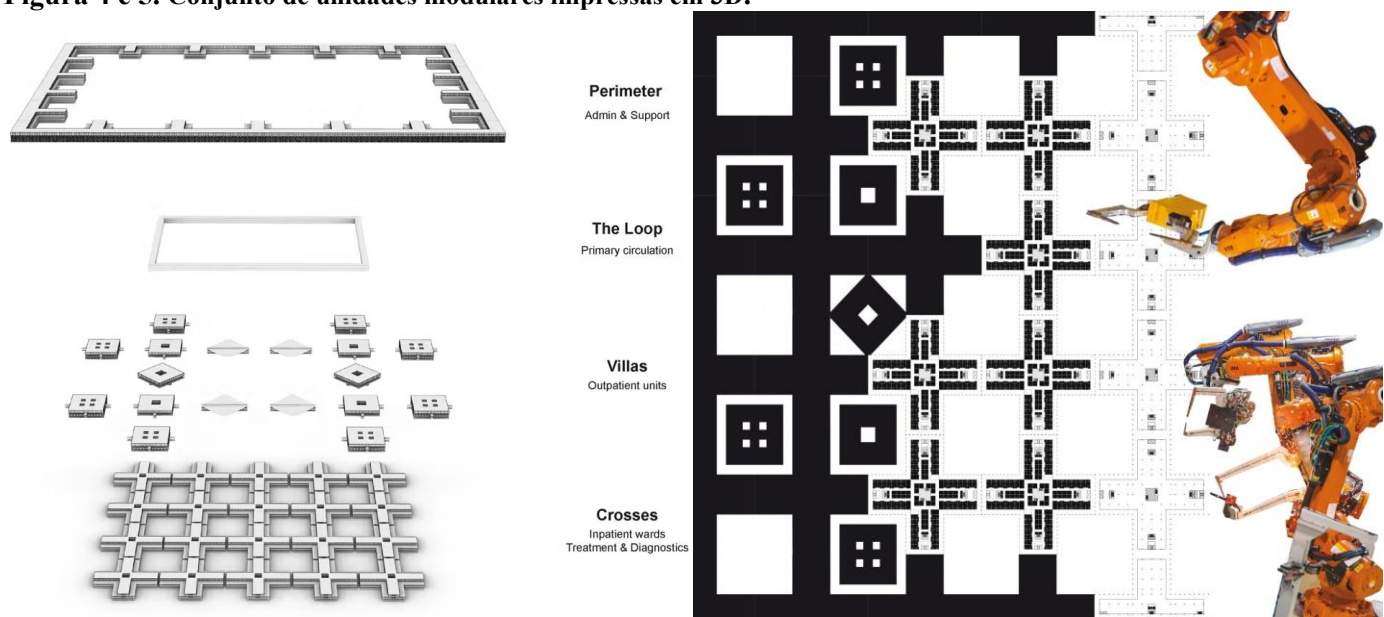 Figura 4 e 5. Conjunto de unidades modulares impressas em 3D.
Perimeter
Admin & Support
The Loop
Primary circulation
Villas
Outpatient units
Crosses
Inpatient wards
Treatment & Diagnostics